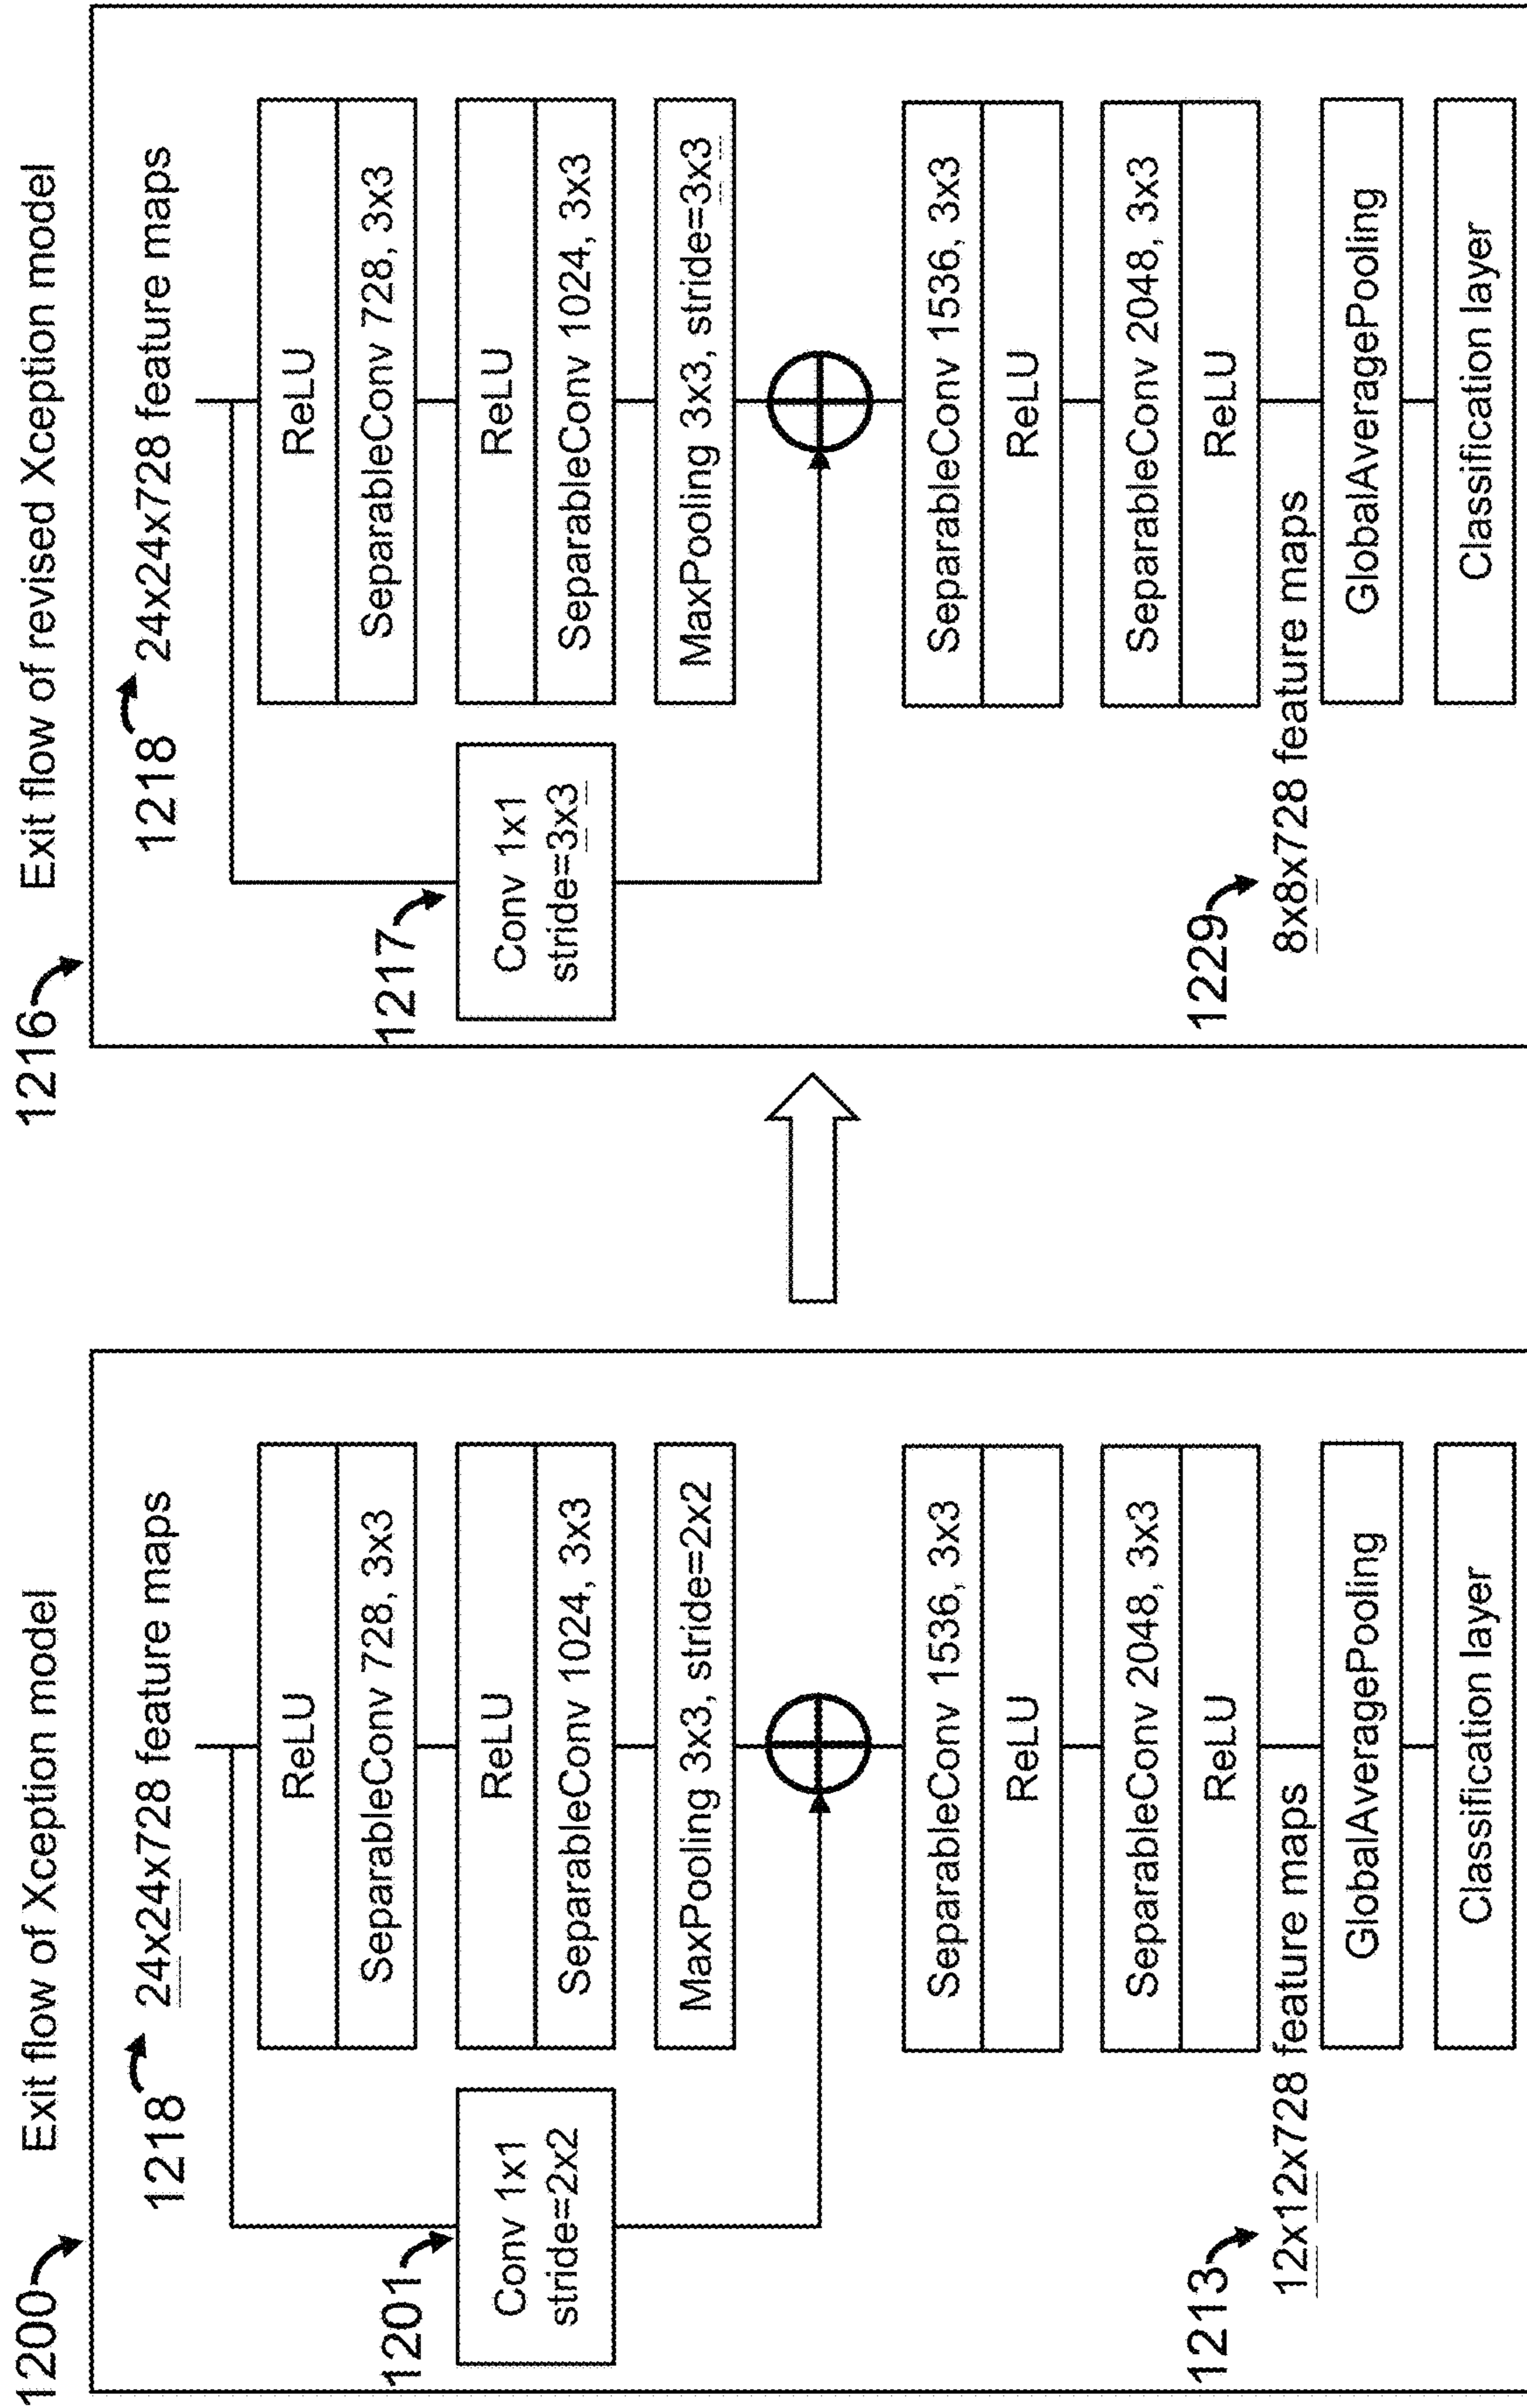 1200 Exit flow of Xception model
1218 24x24x728 feature maps
ReLU
SeparableConv 728, 3x3
1201
Conv 1x1
stride=2x2
ReLU
SeparableConv 1024, 3x3
MaxPooling 3x3, stride=2x2
SeparableConv 1536, 3x3
ReLU
SeparableConv 2048, 3x3
ReLU
1213
12x12x728 feature maps
GlobalAveragePooling
Classification layer
1216 Exit flow of revised Xception model
1218 24x24x728 feature maps
ReLU
SeparableConv 728, 3x3
1217
Conv 1x1
stride=3x3
ReLU
SeparableConv 1024, 3x3
MaxPooling 3x3, stride=3x3
SeparableConv 1536, 3x3
ReLU
SeparableConv 2048, 3x3
ReLU
1229
8x8x728 feature maps
GlobalAveragePooling
Classification layer